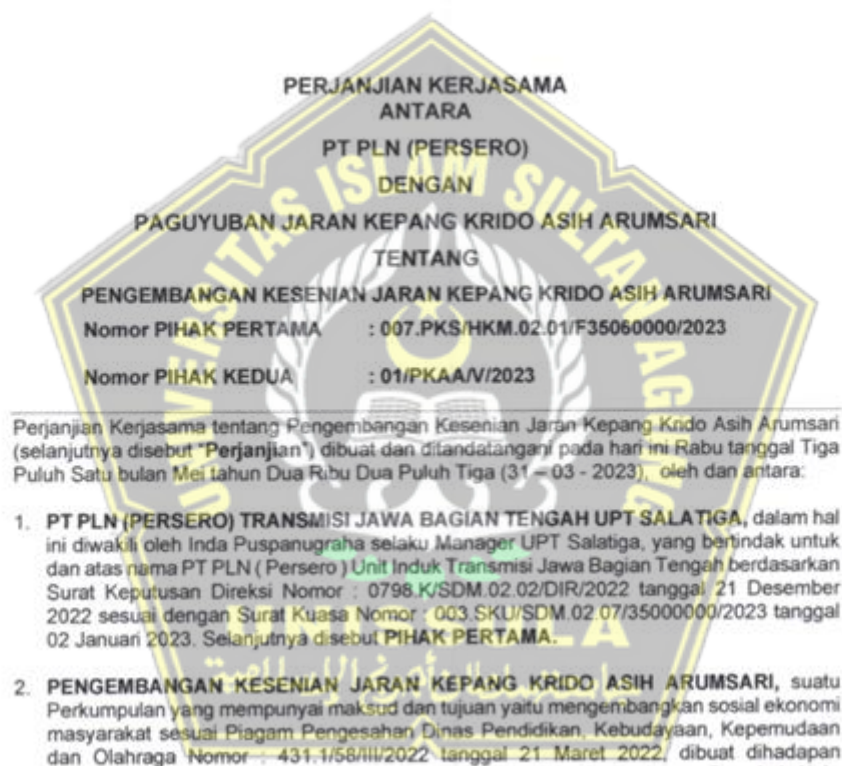 PERJANJIAN KERJASAMA
ANTARA
PT PLN (PERSERO)
DENGAN
PAGUYUBAN JARAN KEPANG KRIDO ASIH ARUMSARI
TENTANG
PENGEMBANGAN KESENIAN JARAN KEPANG KRIDO ASIH ARUMSARI
Nomor PIHAK PERTAMA : 007.PKS/HKM.02.01/F35060000/2023
Nomor PIHAK KEDUA : 01/PKAA/V/2023
Perjanjian Kerjasama tentang Pengembangan Kesenian Jaran Kepang Krido Asih Arumsari
(selanjutnya disebut "Perjanjian") dibuat dan ditandatangani pada hari ini Rabu tanggal Tiga
Puluh Satu bulan Mei tahun Dua Ribu Dua Puluh Tiga (31 – 03 - 2023), oleh dan antara:
1. PT PLN (PERSERO) TRANSMISI JAWA BAGIAN TENGAH UPT SALATIGA, dalam hal
ini diwakili oleh Inda Puspanugraha selaku Manager UPT Salatiga, yang bertindak untuk
dan atas nama PT PLN ( Persero ) Unit Induk Transmisi Jawa Bagian Tengah berdasarkan
Surat Keputusan Direksi Nomor : 0798.K/SDM.02.02/DIR/2022 tanggal 21 Desember
2022 sesuai dengan Surat Kuasa Nomor : 003.SKU/SDM.02.07/35000000/2023 tanggal
02 Januari 2023. Selanjutnya disebut PIHAK PERTAMA.
2. PENGEMBANGAN KESENIAN JARAN KEPANG KRIDO ASIH ARUMSARI, suatu
Perkumpulan yang mempunyai maksud dan tujuan yaitu mengembangkan sosial ekonomi
masyarakat sesuai Piagam Pengesahan Dinas Pendidikan, Kebudayaan, Kepemudaan
dan Olahraga Nomor : 431.1/58/III/2022 tanggal 21 Maret 2022, dibuat dihadapan
UNIVERSITAS ISLAM SULTAN AGUNG
UNISSULA